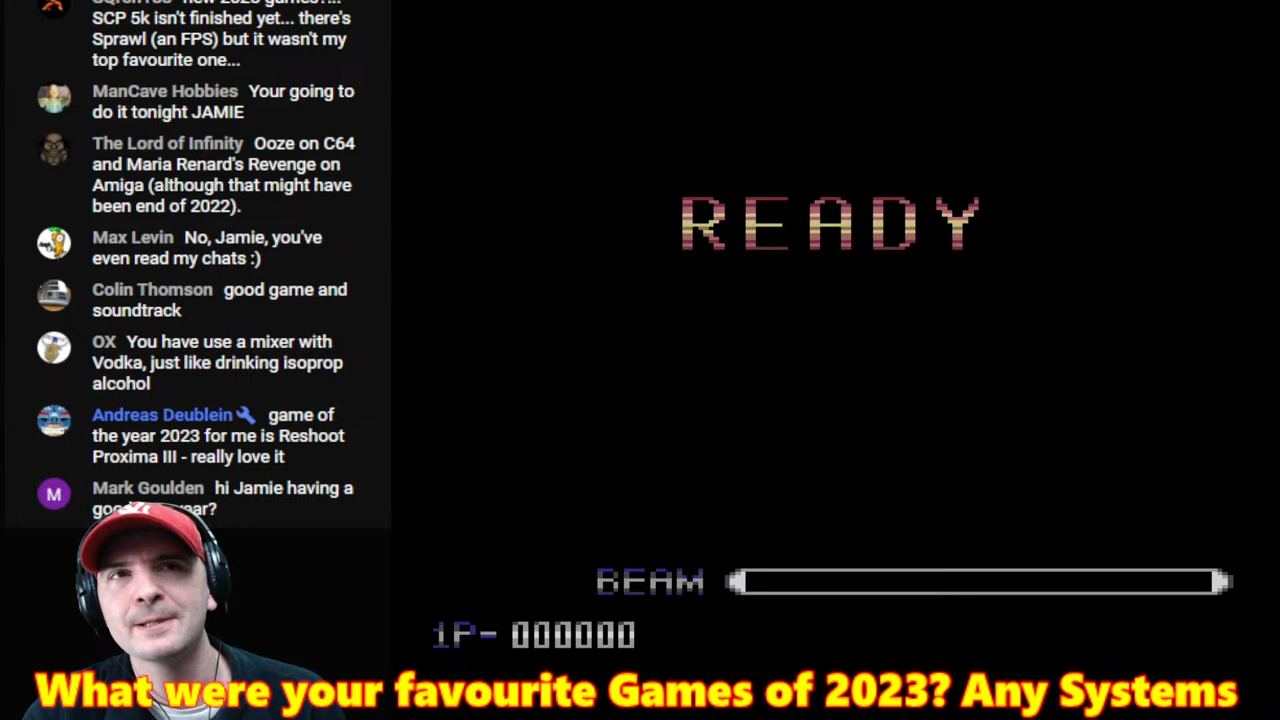 SCP 5k isn't finished yet... there's
Sprawl (an FPS) but it wasn't my
top favourite one...
ManCave Hobbies Your going to
do it tonight JAMIE
The Lord of Infinity Ooze on C64
and Maria Renard's Revenge on
Amiga (although that might have
been end of 2022).
Max Levin No, Jamie, you've
even read my chats :)
Colin Thomson good game and
soundtrack
OX You have use a mixer with
Vodka, just like drinking isoprop
alcohol
Andreas Deublein game of
the year 2023 for me is Reshoot
Proxima III - really love it
M
Mark Goulden hi Jamie having a
READY
BEAM
1P- 000000
What were your favourite Games of 2023? Any Systems